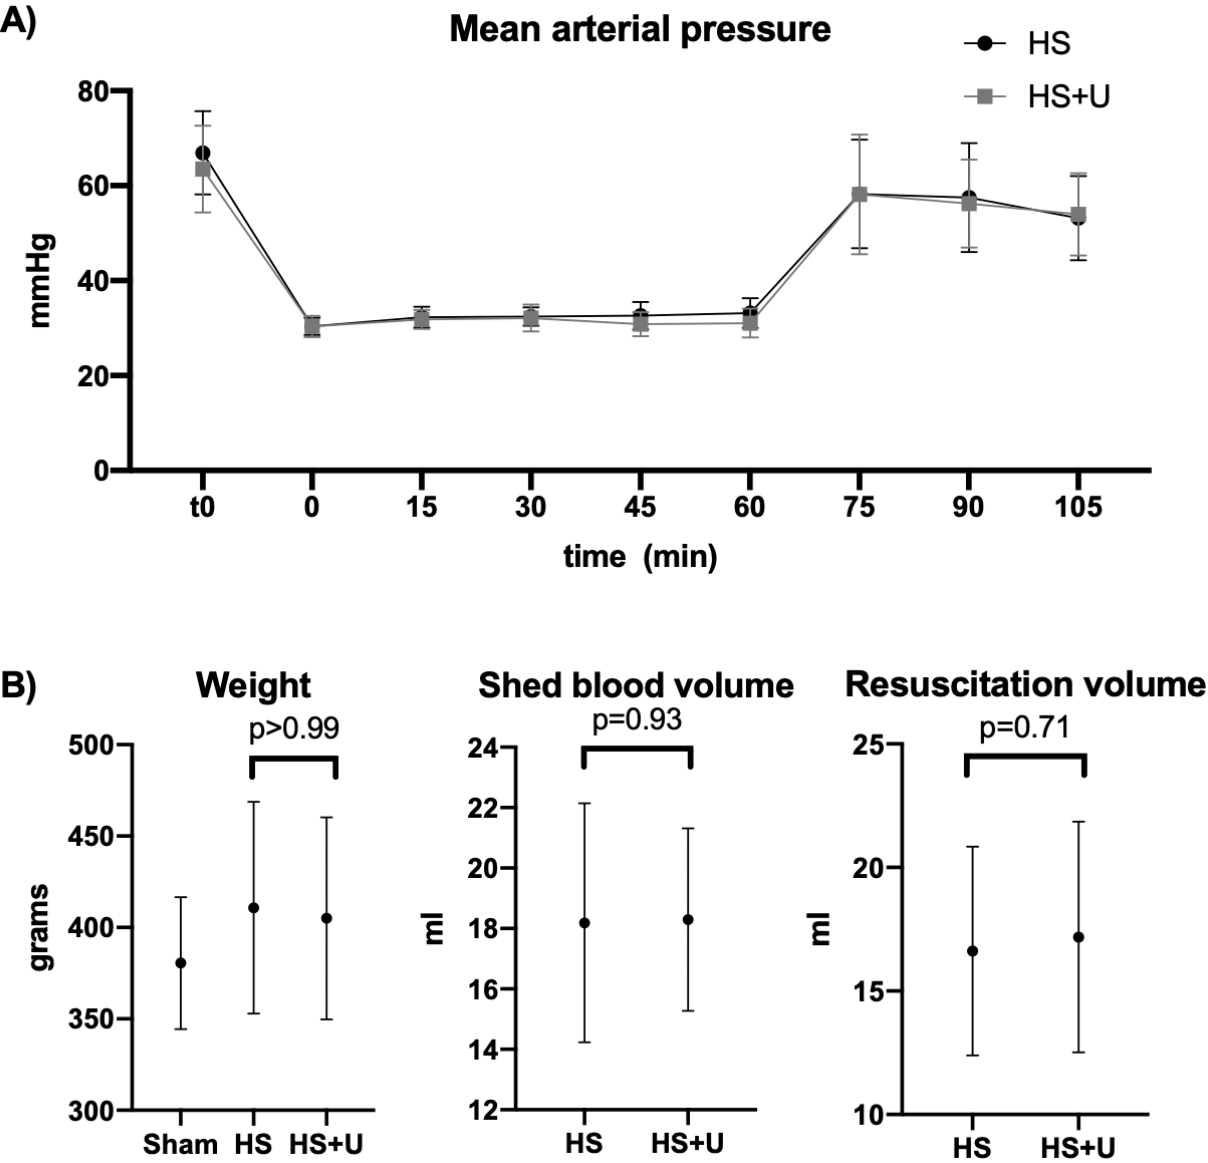 A)
Mean arterial pressure
HS
HS+U
80
60
40
20
0
mmHg
t0 0 15 30 45 60 75 90 105
time (min)
B)
Weight
p>0.99
500
450
400
350
300
grams
Sham HS HS+U
Shed blood volume
p=0.93
24
22
20
18
16
14
12
ml
HS HS+U
Resuscitation volume
p=0.71
25
20
15
10
ml
HS HS+U